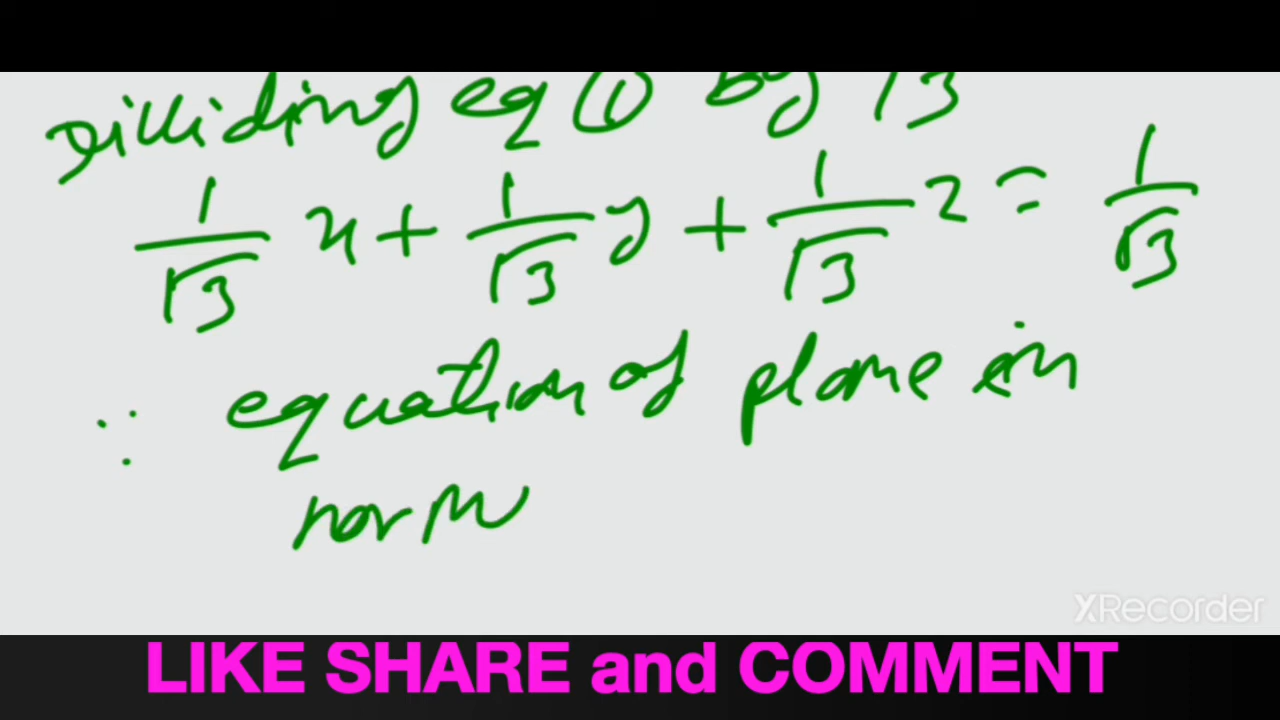 Dividing eq ① by √3
1/√3 x + 1/√3 y + 1/√3 z = 1/√3
∴ equation of plane in
norm
XRecorder
LIKE SHARE and COMMENT